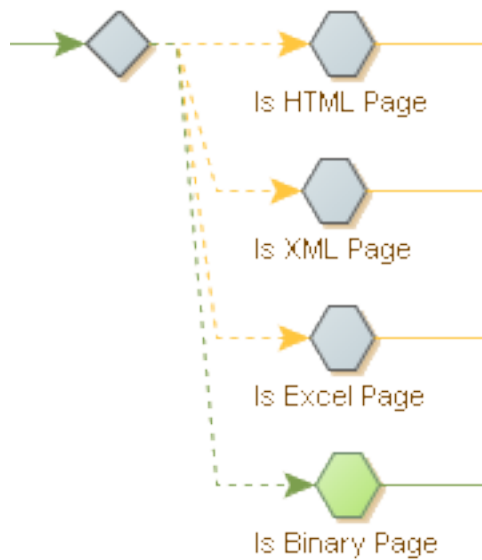 Is HTML Page
Is XML Page
Is Excel Page
Is Binary Page